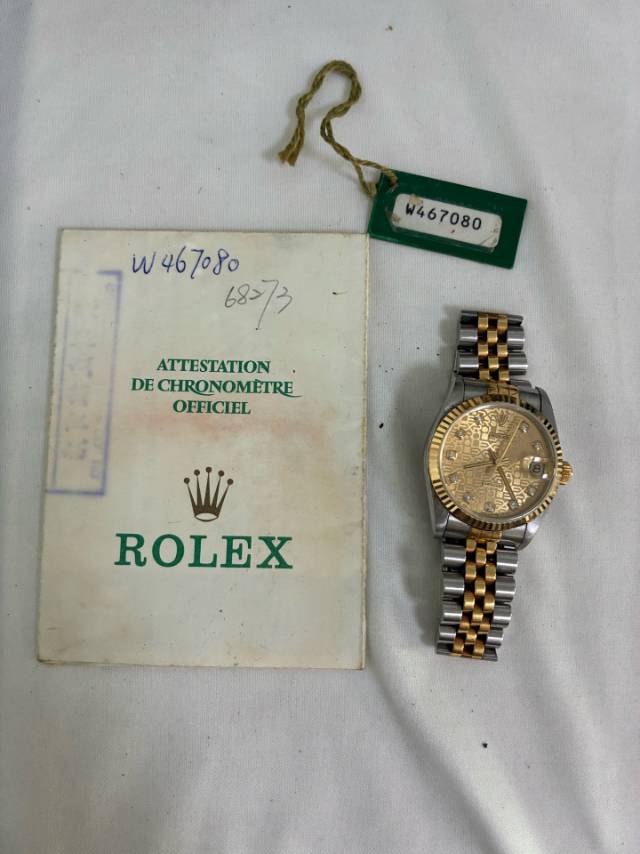 W467080
W467080
68273
ATTESTATION
DE CHRONOMÈTRE
OFFICIEL
ROLEX